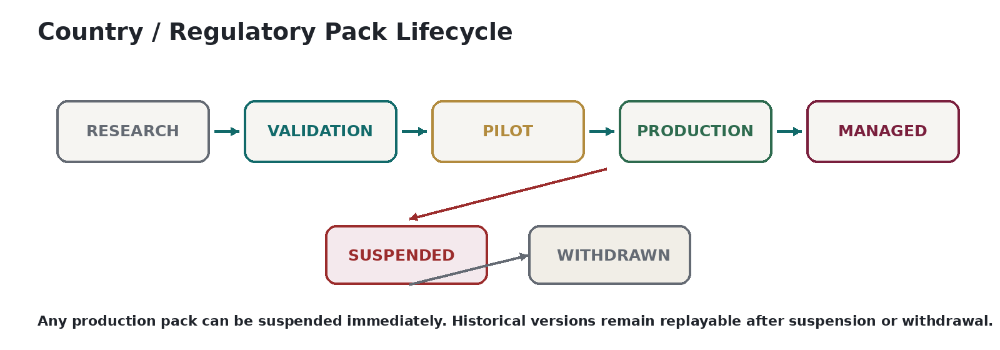 Country / Regulatory Pack Lifecycle
RESEARCH
VALIDATION
PILOT
PRODUCTION
MANAGED
SUSPENDED
WITHDRAWN
Any production pack can be suspended immediately. Historical versions remain replayable after suspension or withdrawal.